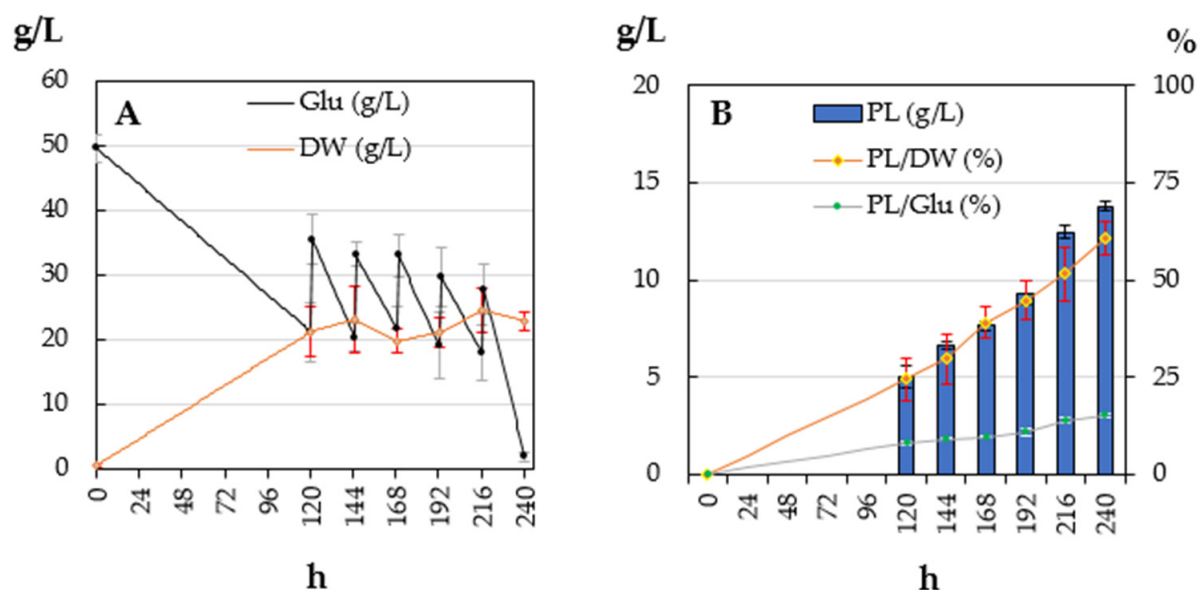 g/L
60
50
40
30
20
10
0
A
Glu (g/L)
DW (g/L)
0 24 48 72 96 120 144 168 192 216 240
h
g/L
%
20
15
10
5
0
B
PL (g/L)
PL/DW (%)
PL/Glu (%)
100
75
50
25
0
0 24 48 72 96 120 144 168 192 216 240
h